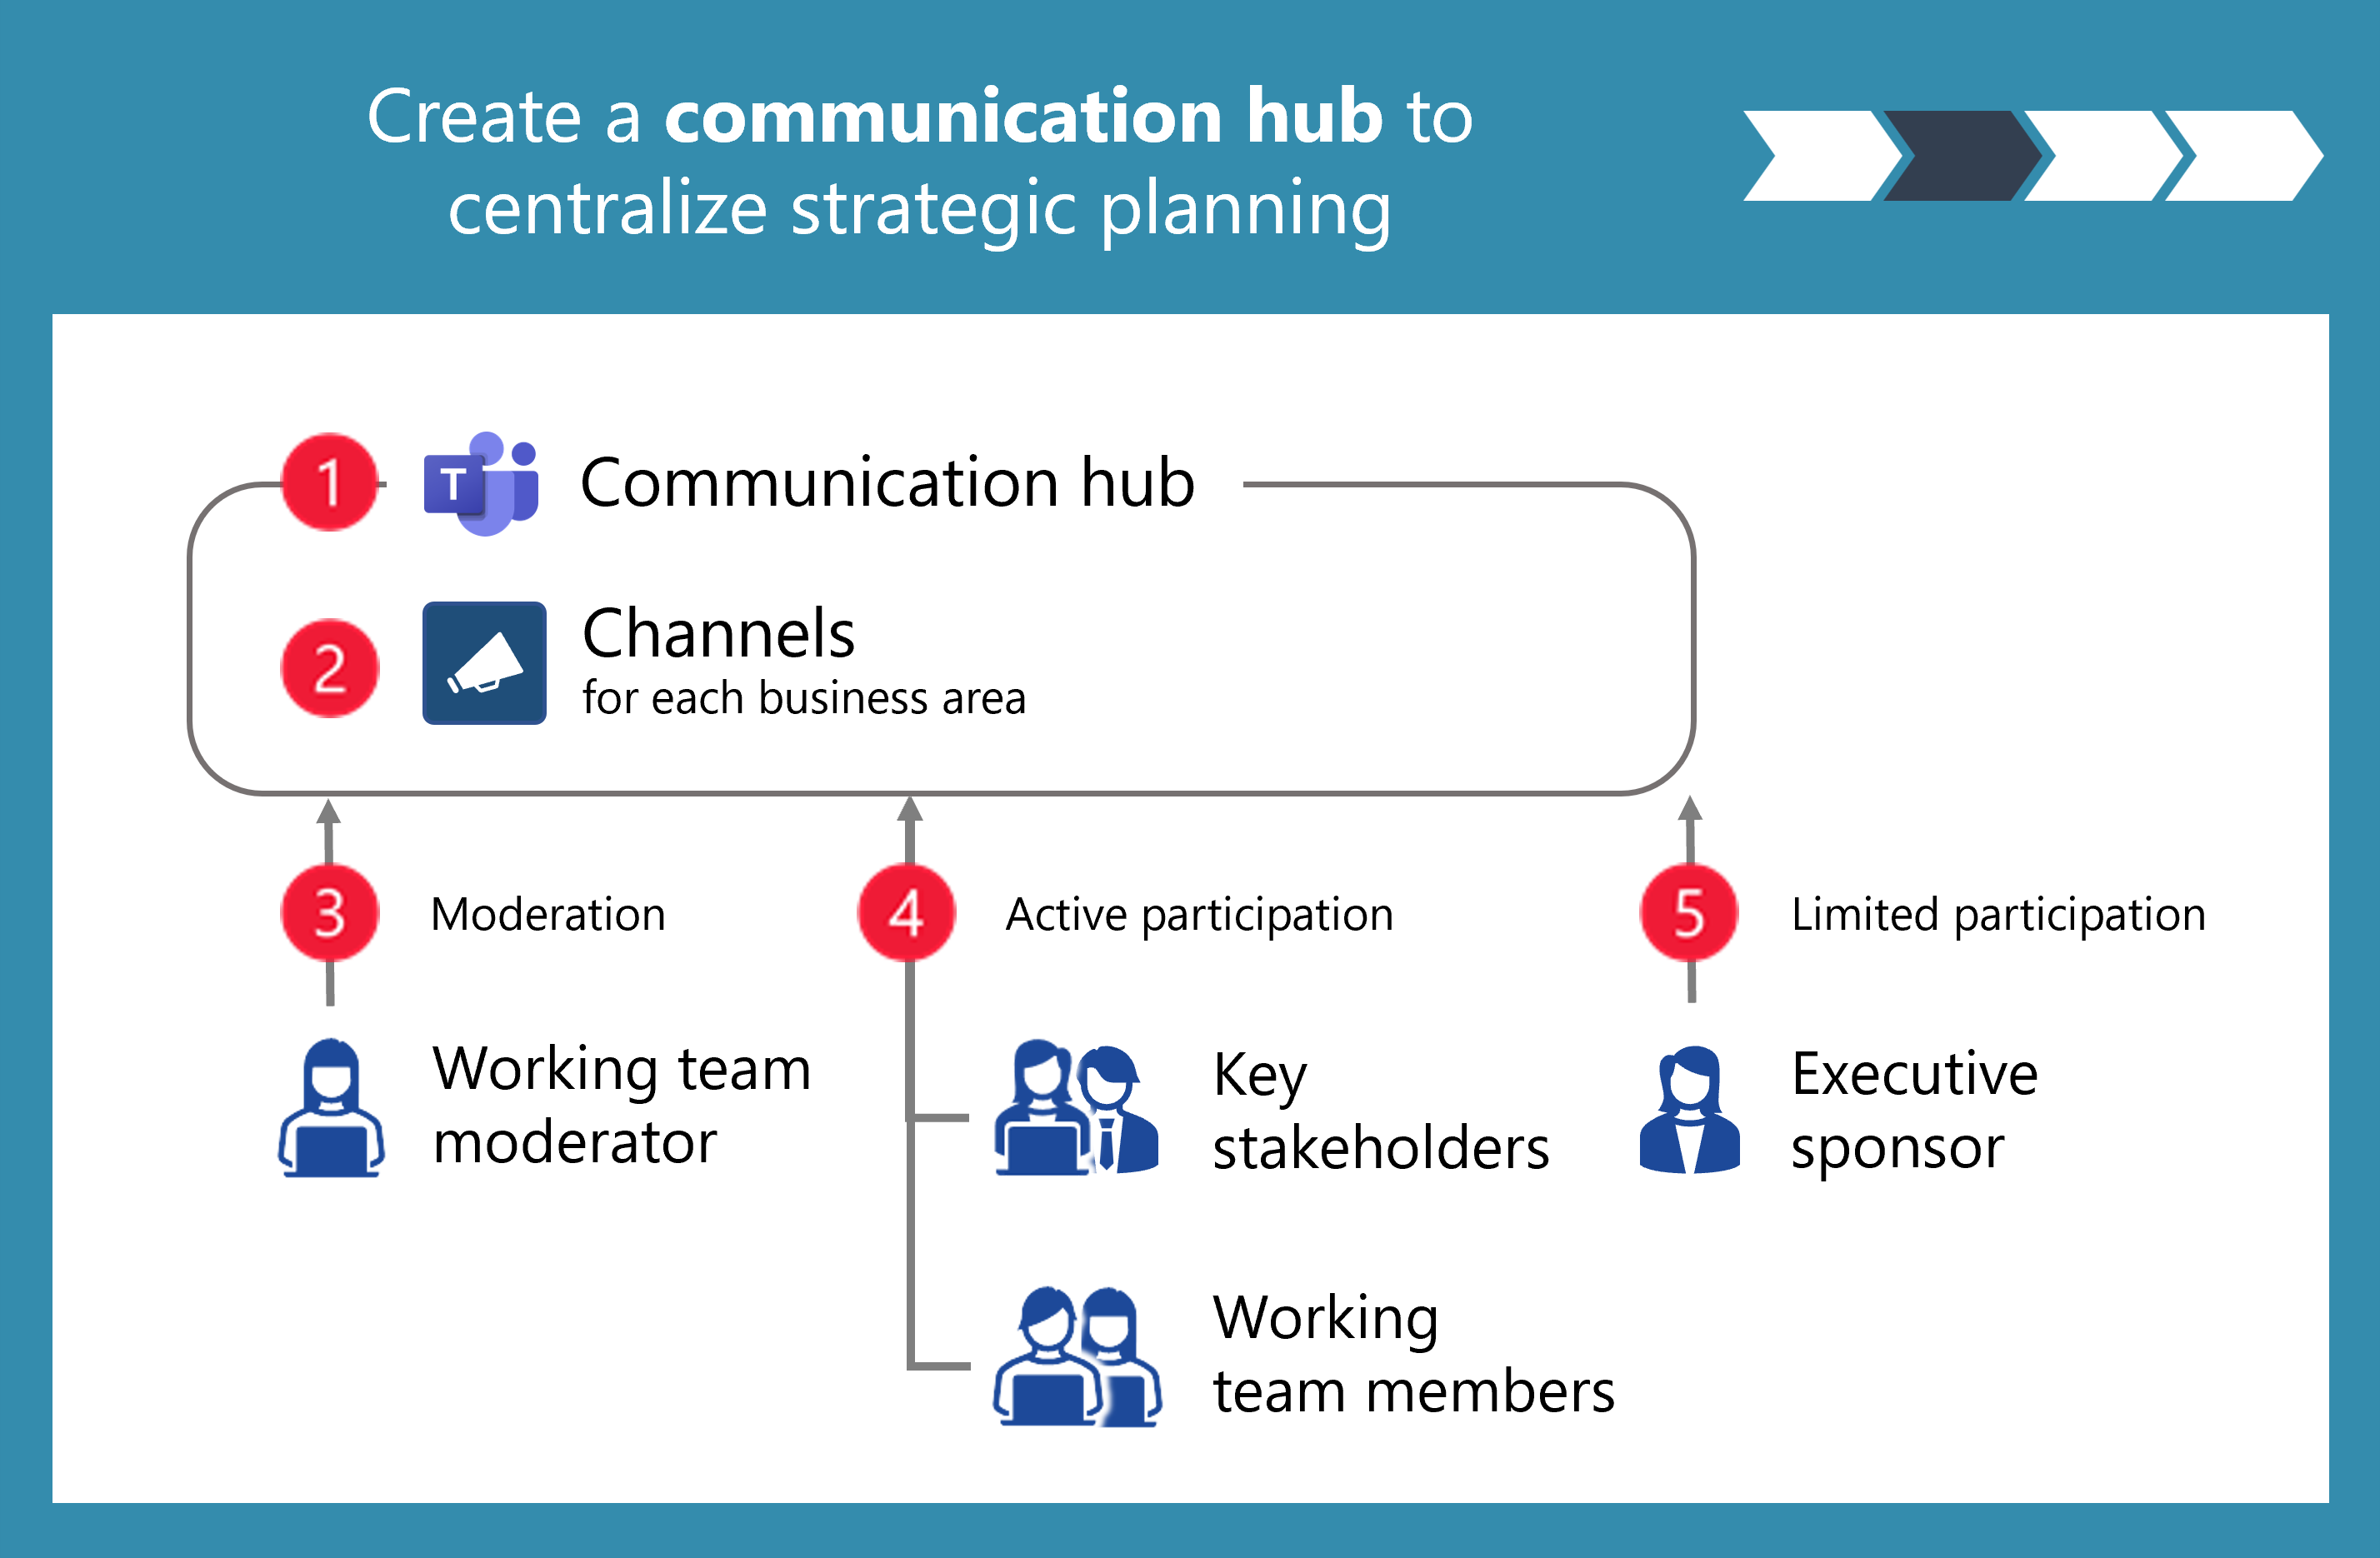 Create a communication hub to
centralize strategic planning
1 T Communication hub
2 Channels
for each business area
3 Moderation
4 Active participation
5 Limited participation
Working team
moderator
Key
stakeholders
Executive
sponsor
Working
team members